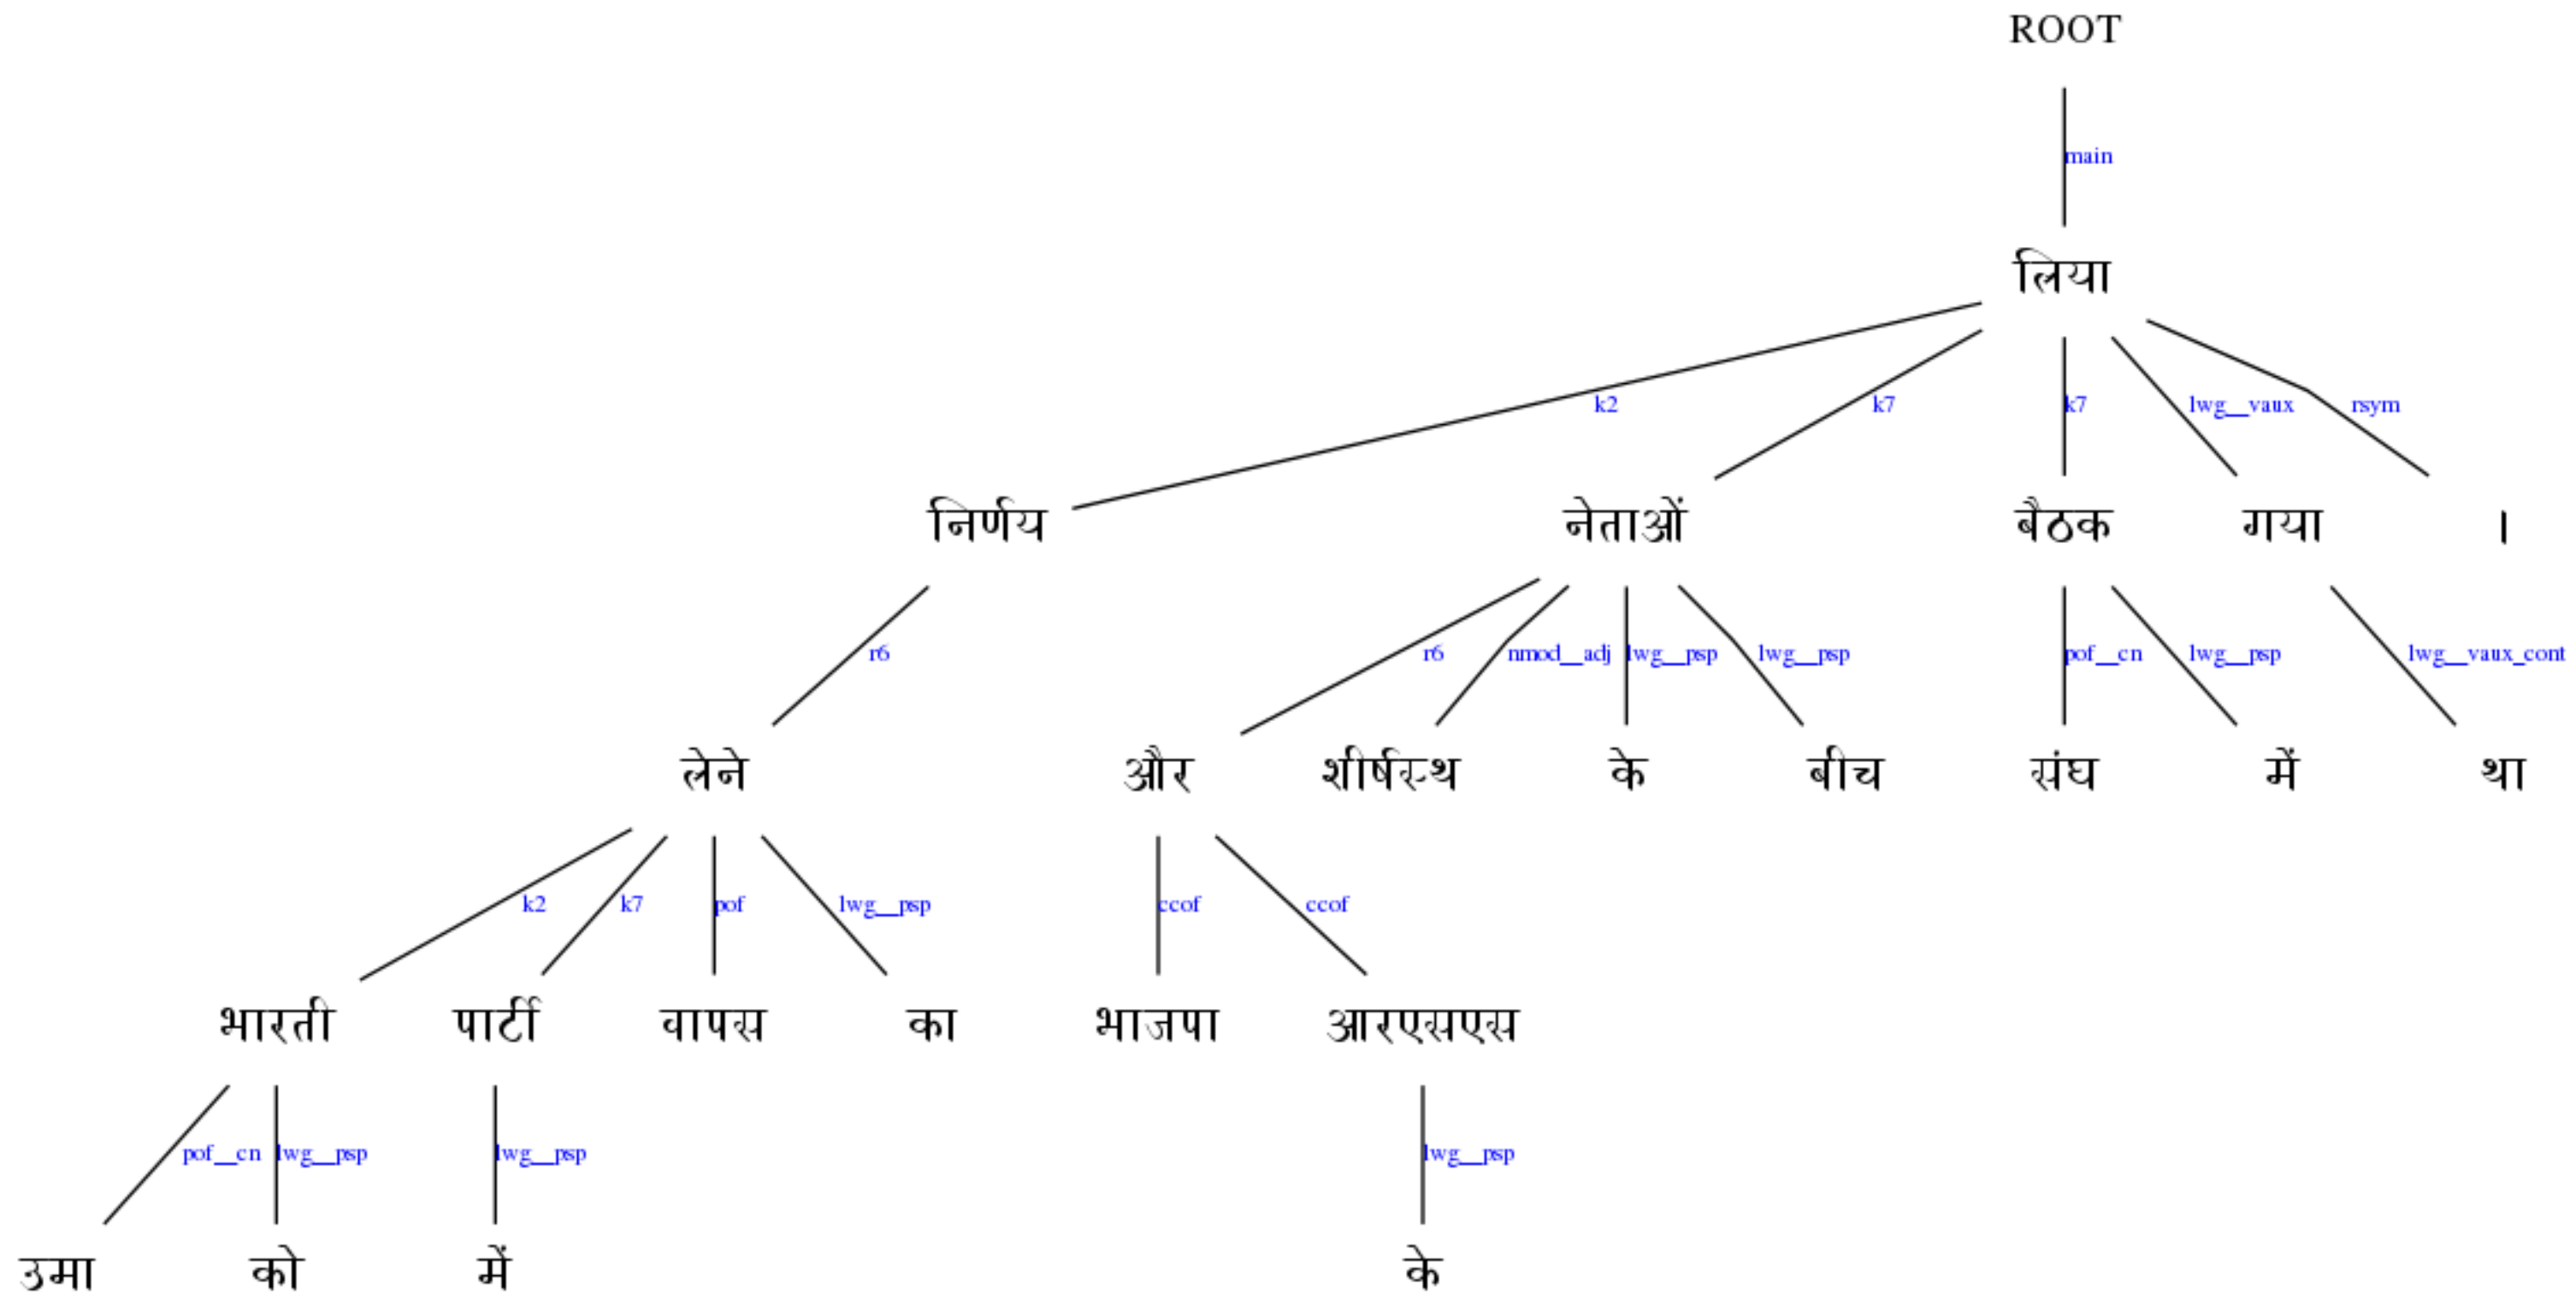 ROOT
main
लिया
k2 k7 k7 lwg__vaux rsym
निर्णय नेताओं बैठक गया ।
r6 r6 nmod__adj lwg__psp lwg__psp pof__cn lwg__psp lwg__vaux_cont
लेने और शीर्षस्थ के बीच संघ में था
k2 k7 pof lwg__psp ccof ccof
भारती पार्टी वापस का भाजपा आरएसएस
pof__cn lwg__psp lwg__psp lwg__psp
उमा को में के